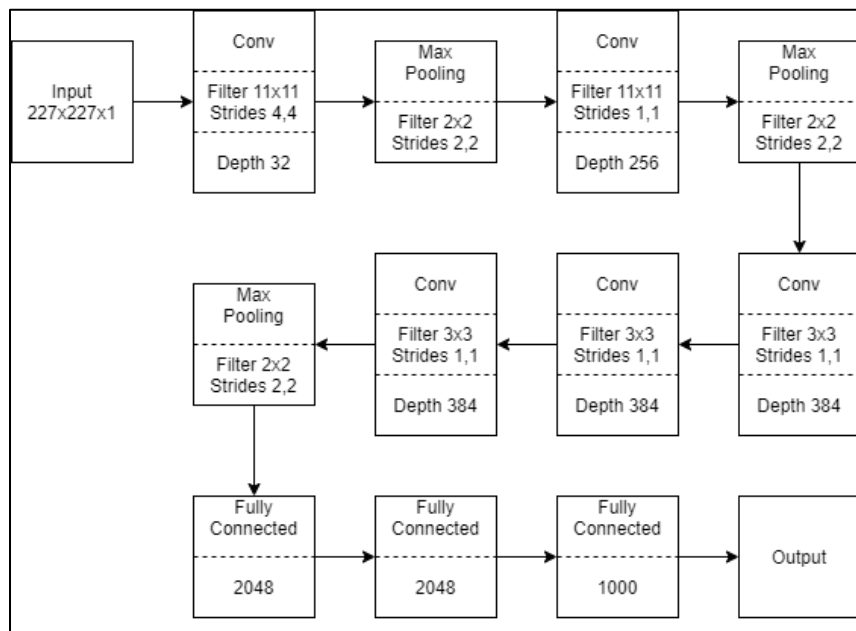 Input
227x227x1
Conv
Filter 11x11
Strides 4,4
Depth 32
Max
Pooling
Filter 2x2
Strides 2,2
Conv
Filter 11x11
Strides 1,1
Depth 256
Max
Pooling
Filter 2x2
Strides 2,2
Conv
Filter 3x3
Strides 1,1
Depth 384
Conv
Filter 3x3
Strides 1,1
Depth 384
Conv
Filter 3x3
Strides 1,1
Depth 384
Max
Pooling
Filter 2x2
Strides 2,2
Fully
Connected
2048
Fully
Connected
2048
Fully
Connected
1000
Output